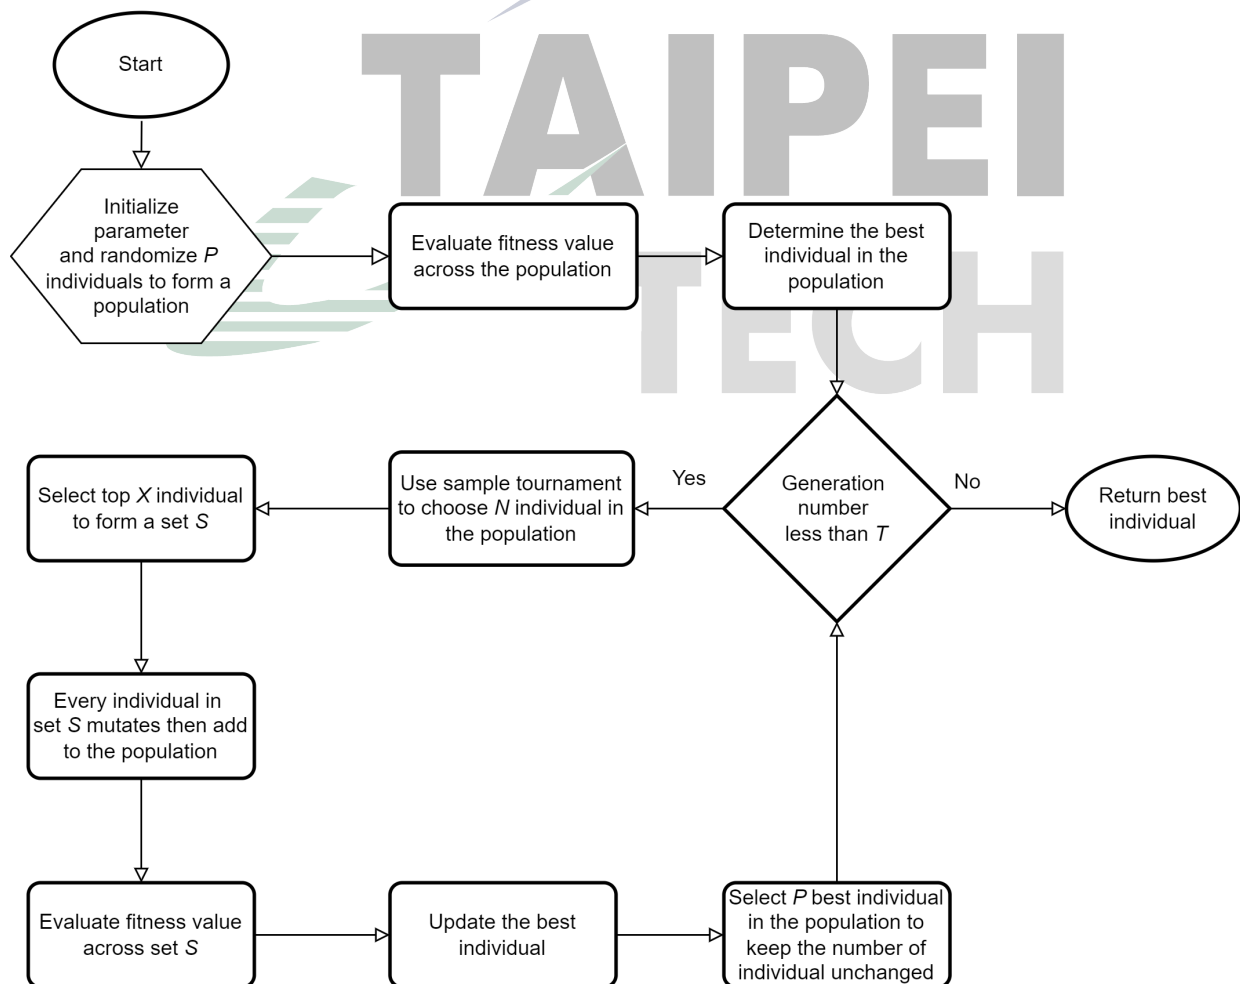 TAIPEI
TECH
Start
Initialize
parameter
and randomize P
individuals to form a
population
Evaluate fitness value
across the population
Determine the best
individual in the
population
Generation
number
less than T
Yes
No
Return best
individual
Use sample tournament
to choose N individual in
the population
Select top X individual
to form a set S
Every individual in
set S mutates then add
to the population
Evaluate fitness value
across set S
Update the best
individual
Select P best individual
in the population to
keep the number of
individual unchanged